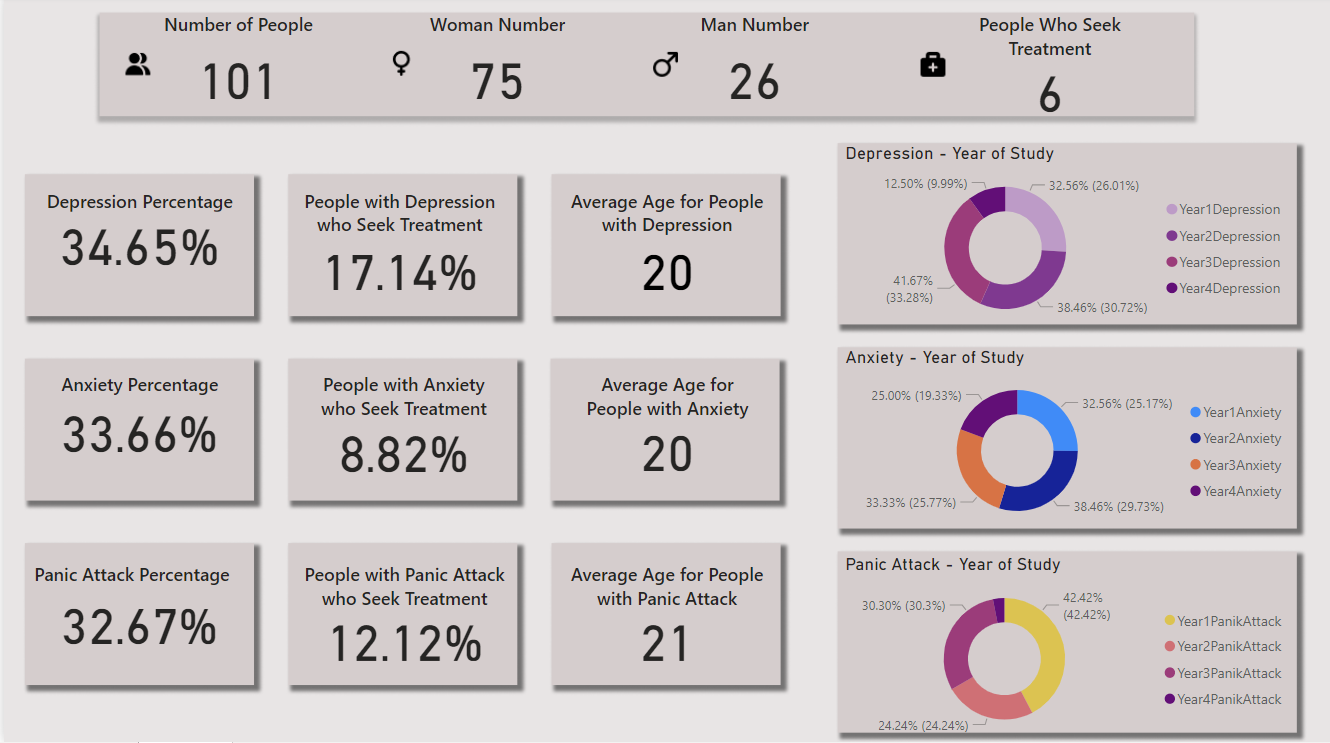 Number of People
101
Woman Number
75
Man Number
26
People Who Seek
Treatment
6
Depression Percentage
34.65%
People with Depression
who Seek Treatment
17.14%
Average Age for People
with Depression
20
Anxiety Percentage
33.66%
People with Anxiety
who Seek Treatment
8.82%
Average Age for
People with Anxiety
20
Panic Attack Percentage
32.67%
People with Panic Attack
who Seek Treatment
12.12%
Average Age for People
with Panic Attack
21
Depression - Year of Study
12.50% (9.99%)
32.56% (26.01%)
41.67%
(33.28%)
38.46% (30.72%)
Year1Depression
Year2Depression
Year3Depression
Year4Depression
Anxiety - Year of Study
25.00% (19.33%)
32.56% (25.17%)
33.33% (25.77%)
38.46% (29.73%)
Year1Anxiety
Year2Anxiety
Year3Anxiety
Year4Anxiety
Panic Attack - Year of Study
30.30% (30.3%)
42.42%
(42.42%)
24.24% (24.24%)
Year1PanikAttack
Year2PanikAttack
Year3PanikAttack
Year4PanikAttack